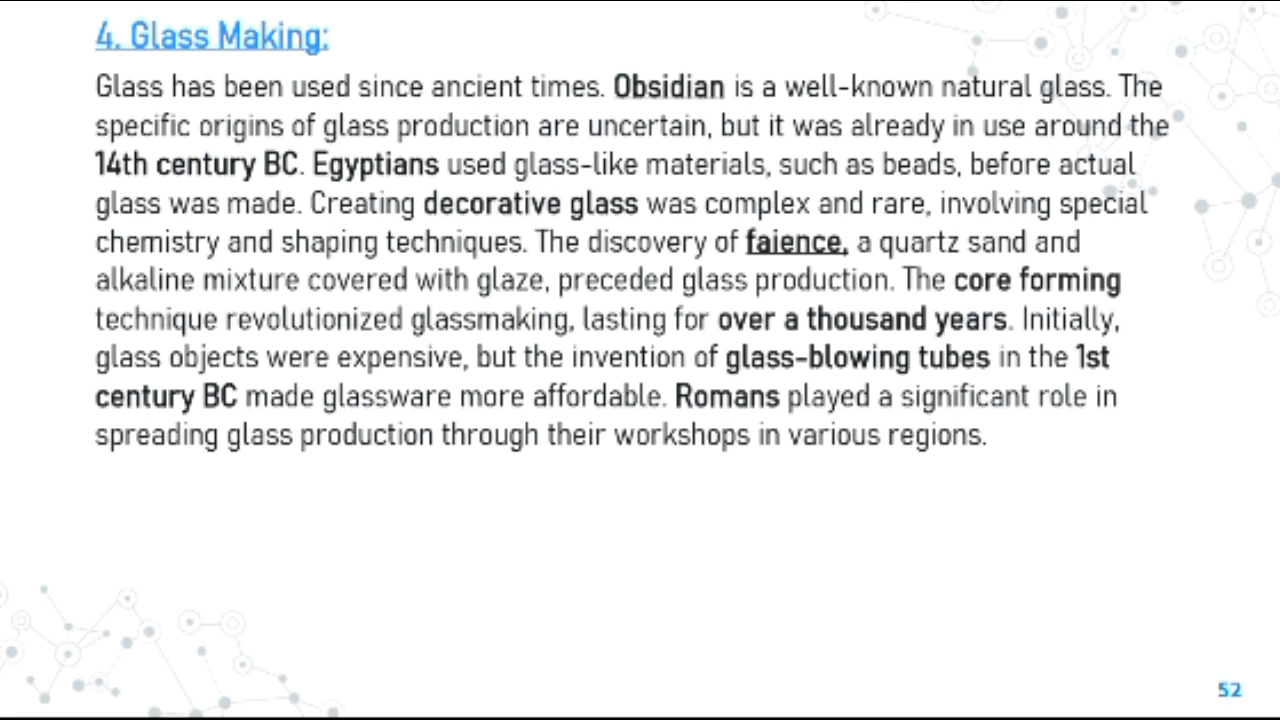 4. Glass Making:
Glass has been used since ancient times. Obsidian is a well-known natural glass. The
specific origins of glass production are uncertain, but it was already in use around the
14th century BC. Egyptians used glass-like materials, such as beads, before actual
glass was made. Creating decorative glass was complex and rare, involving special
chemistry and shaping techniques. The discovery of faience, a quartz sand and
alkaline mixture covered with glaze, preceded glass production. The core forming
technique revolutionized glassmaking, lasting for over a thousand years. Initially,
glass objects were expensive, but the invention of glass-blowing tubes in the 1st
century BC made glassware more affordable. Romans played a significant role in
spreading glass production through their workshops in various regions.
52